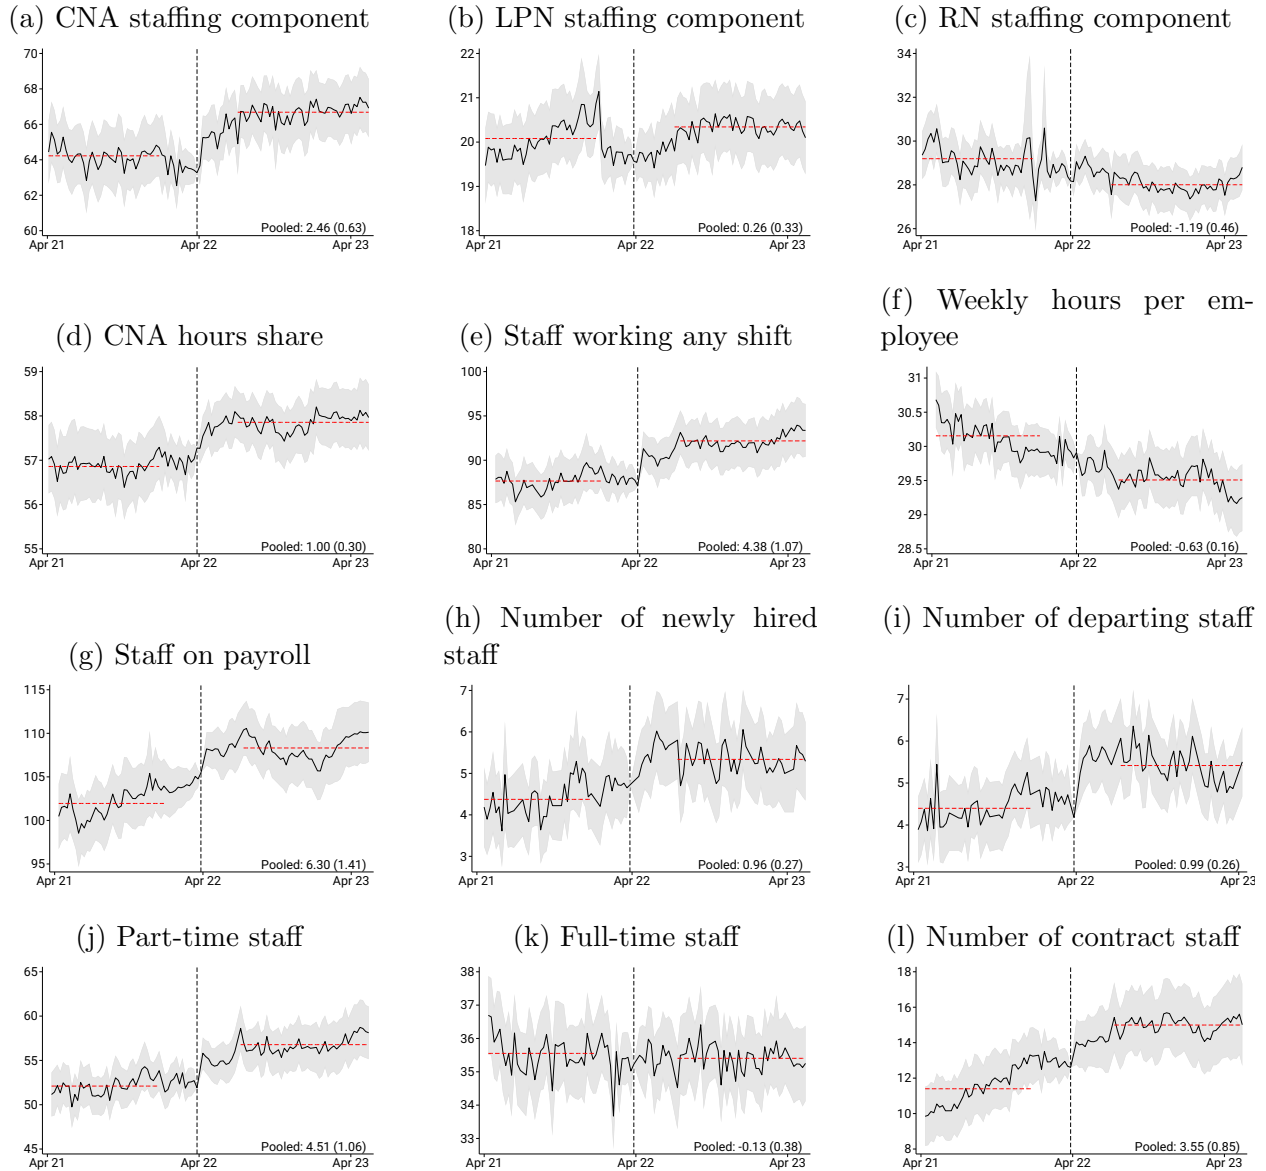 (a) CNA staffing component
70
68
66
64
62
60
Pooled: 2.46 (0.63)
Apr 21 Apr 22 Apr 23
(b) LPN staffing component
22
21
20
19
18
Pooled: 0.26 (0.33)
Apr 21 Apr 22 Apr 23
(c) RN staffing component
34
32
30
28
26
Pooled: -1.19 (0.46)
Apr 21 Apr 22 Apr 23
(d) CNA hours share
59
58
57
56
55
Pooled: 1.00 (0.30)
Apr 21 Apr 22 Apr 23
(e) Staff working any shift
100
95
90
85
80
Pooled: 4.38 (1.07)
Apr 21 Apr 22 Apr 23
(f) Weekly hours per em-
ployee
31
30.5
30
29.5
29
28.5
Pooled: -0.63 (0.16)
Apr 21 Apr 22 Apr 23
(g) Staff on payroll
115
110
105
100
95
Pooled: 6.30 (1.41)
Apr 21 Apr 22 Apr 23
(h) Number of newly hired
staff
7
6
5
4
3
Pooled: 0.96 (0.27)
Apr 21 Apr 22 Apr 23
(i) Number of departing staff
7
6
5
4
3
Pooled: 0.99 (0.26)
Apr 21 Apr 22 Apr 23
(j) Part-time staff
65
60
55
50
45
Pooled: 4.51 (1.06)
Apr 21 Apr 22 Apr 23
(k) Full-time staff
38
37
36
35
34
33
Pooled: -0.13 (0.38)
Apr 21 Apr 22 Apr 23
(l) Number of contract staff
18
16
14
12
10
8
Pooled: 3.55 (0.85)
Apr 21 Apr 22 Apr 23